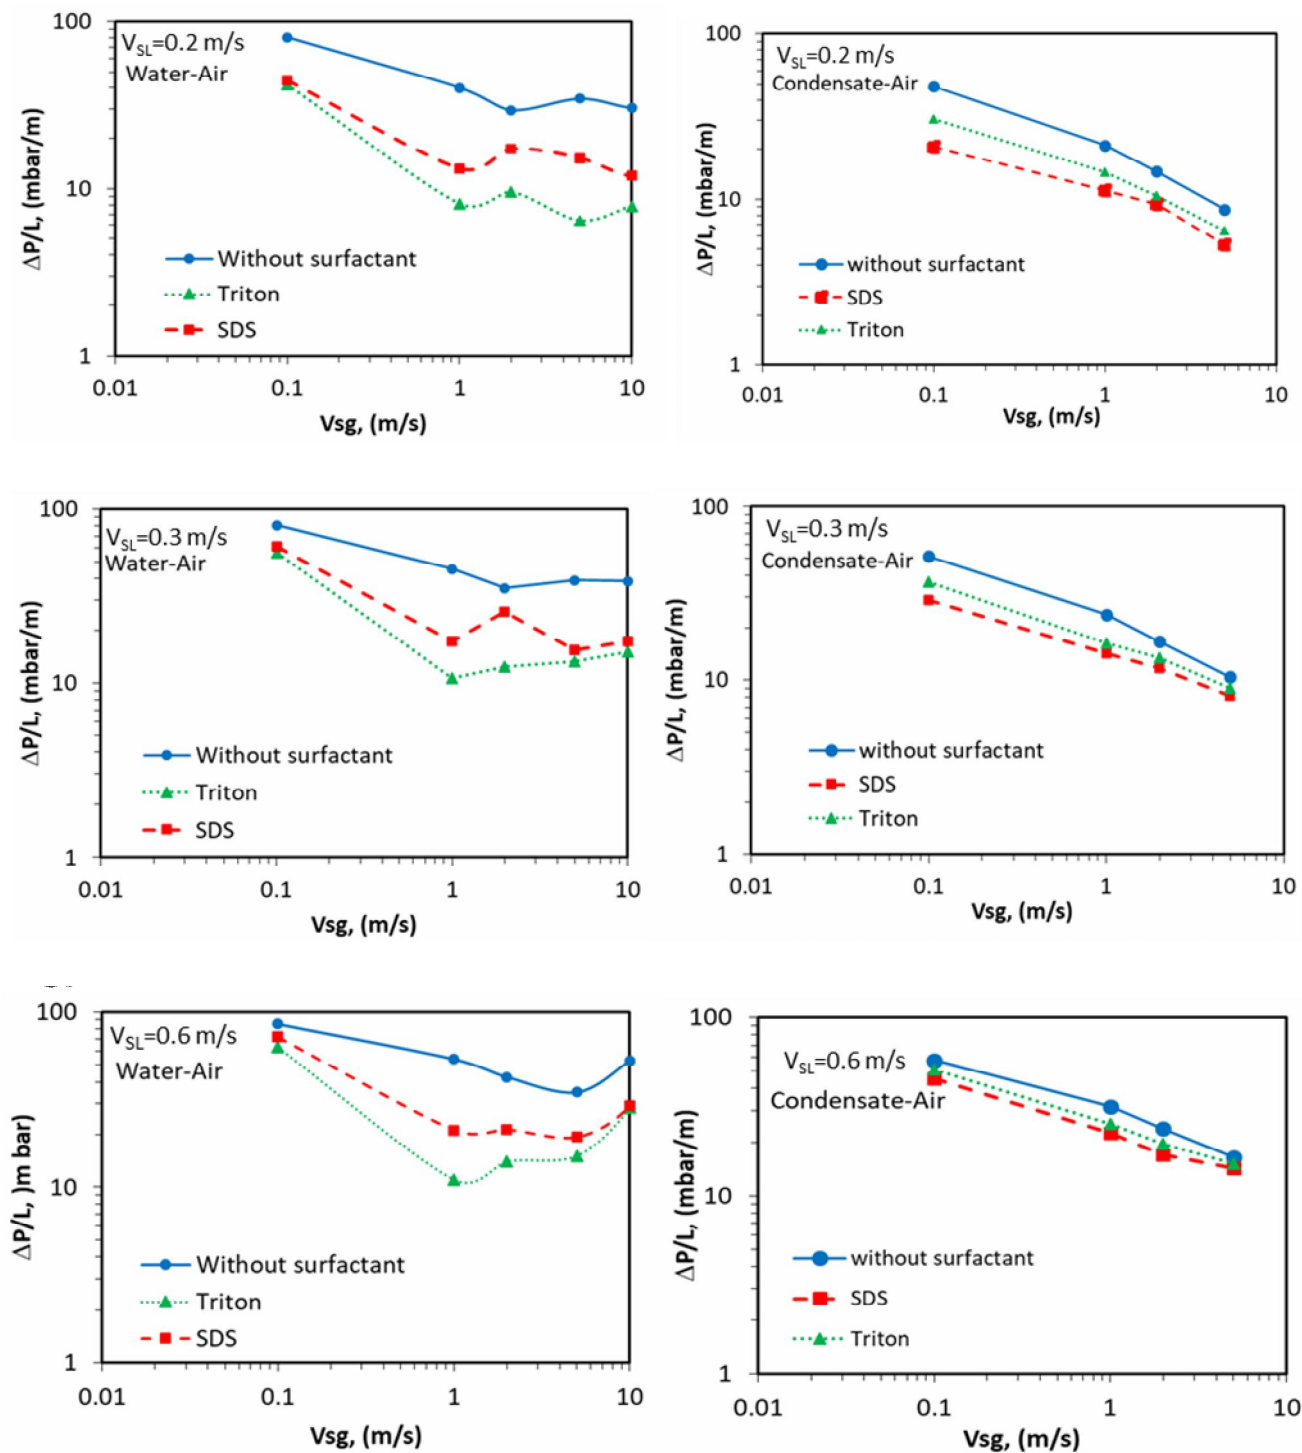 V_SL=0.2 m/s
Water-Air
100
10
1
ΔP/L, (mbar/m)
Without surfactant
Triton
SDS
0.01 0.1 1 10
Vsg, (m/s)
V_SL=0.2 m/s
Condensate-Air
100
10
1
ΔP/L, (mbar/m)
without surfactant
SDS
Triton
0.01 0.1 1 10
Vsg, (m/s)
V_SL=0.3 m/s
Water-Air
100
10
1
ΔP/L, (mbar/m)
Without surfactant
Triton
SDS
0.01 0.1 1 10
Vsg, (m/s)
V_SL=0.3 m/s
Condensate-Air
100
10
1
ΔP/L, (mbar/m)
without surfactant
SDS
Triton
0.01 0.1 1 10
Vsg, (m/s)
V_SL=0.6 m/s
Water-Air
100
10
1
ΔP/L, )m bar)
Without surfactant
Triton
SDS
0.01 0.1 1 10
Vsg, (m/s)
V_SL=0.6 m/s
Condensate-Air
100
10
1
ΔP/L, (mbar/m)
without surfactant
SDS
Triton
0.01 0.1 1 10
Vsg, (m/s)